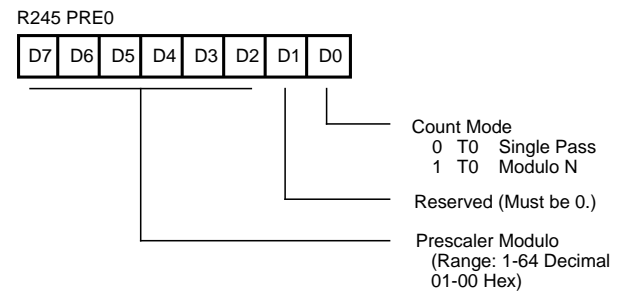 R245 PRE0
D7 D6 D5 D4 D3 D2 D1 D0
Count Mode
0 T0 Single Pass
1 T0 Modulo N
Reserved (Must be 0.)
Prescaler Modulo
(Range: 1-64 Decimal
01-00 Hex)